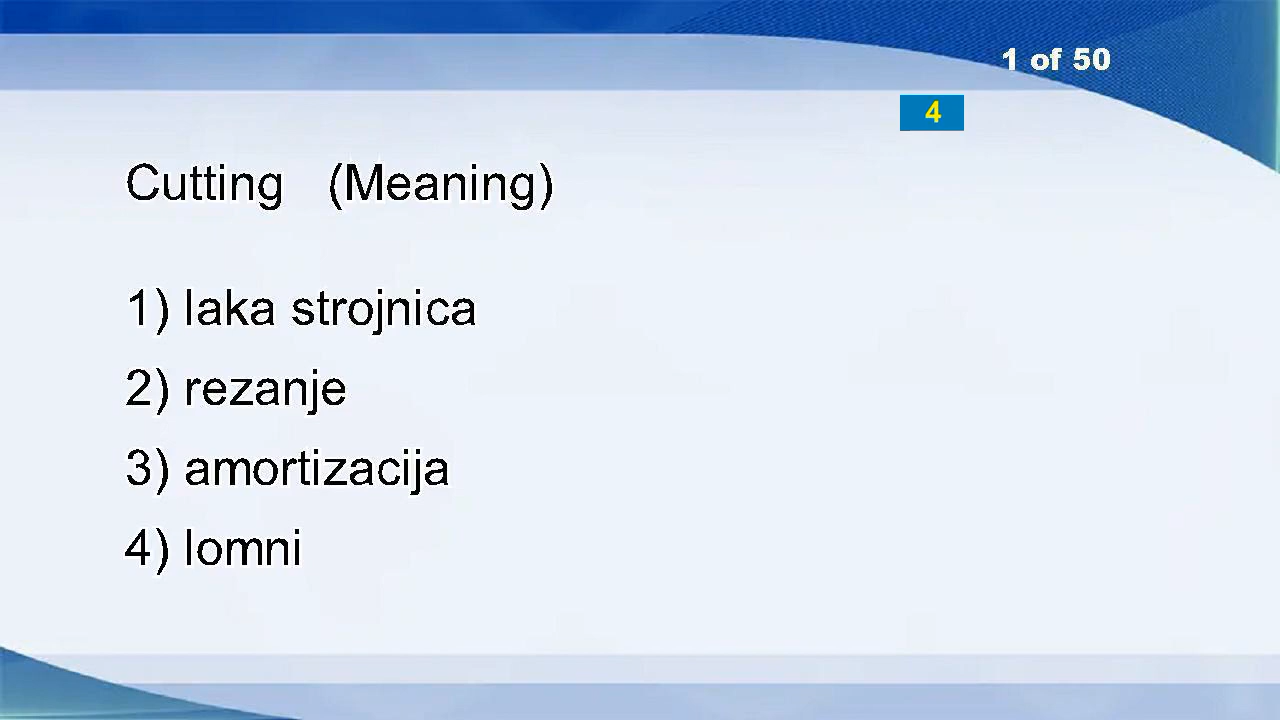 1 of 50
4
Cutting (Meaning)
1) laka strojnica
2) rezanje
3) amortizacija
4) lomni